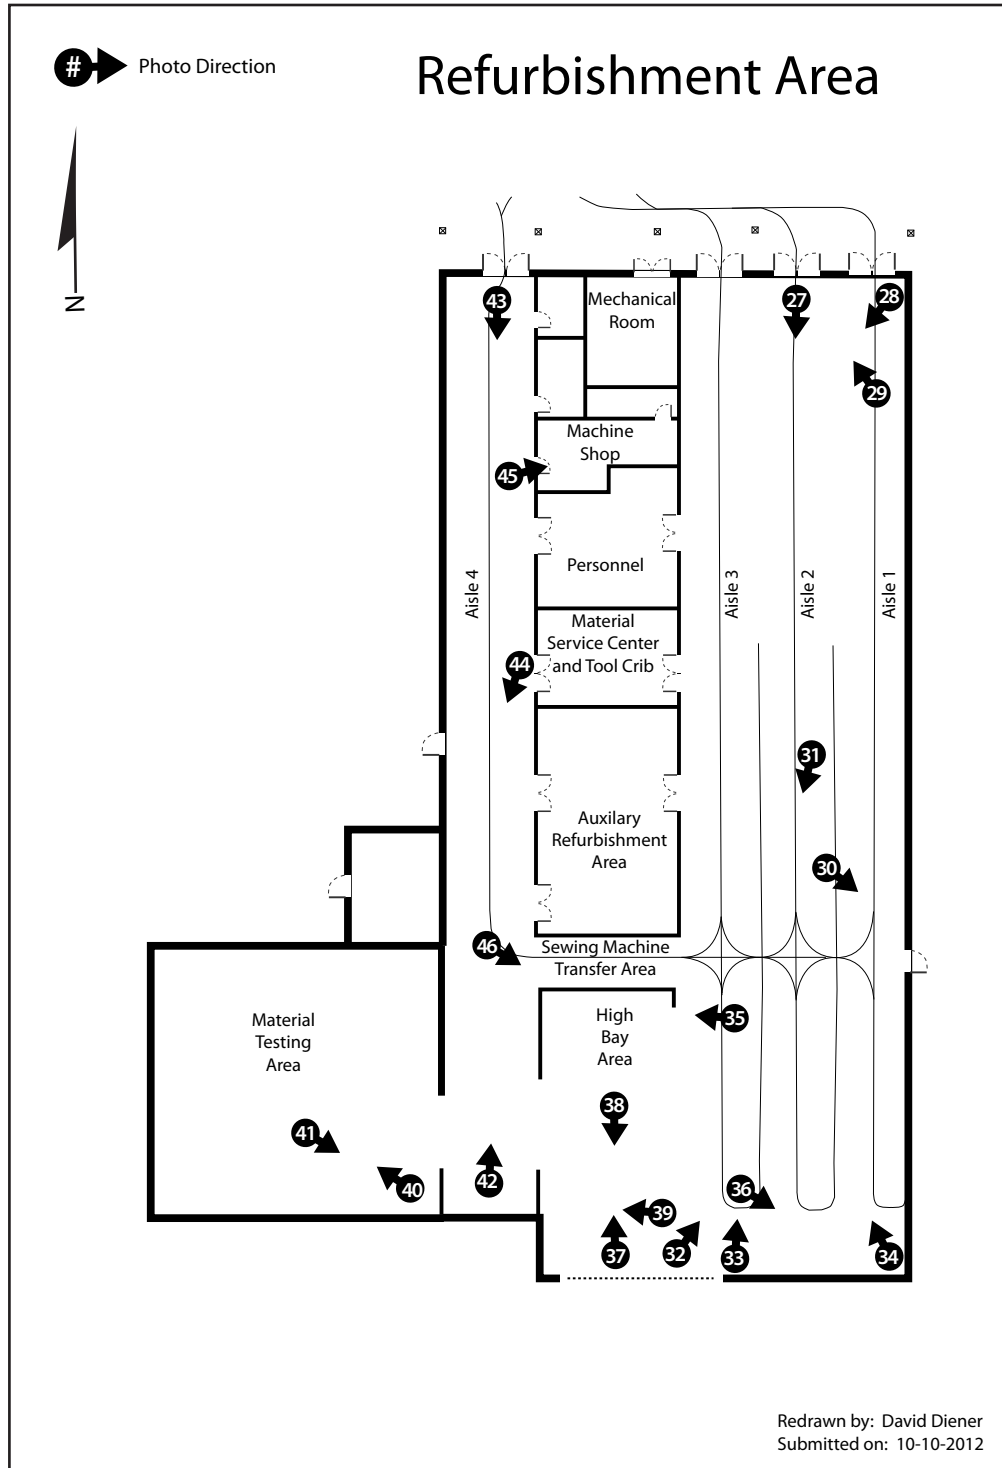 # Photo Direction
Refurbishment Area
N
43
27
28
29
Mechanical
Room
Machine
Shop
45
Personnel
Aisle 4
Aisle 3
Aisle 2
Aisle 1
Material
Service Center
and Tool Crib
44
31
Auxilary
Refurbishment
Area
30
46
Sewing Machine
Transfer Area
35
High
Bay
Area
Material
Testing
Area
38
41
40
42
36
39
37
32
33
34
Redrawn by: David Diener
Submitted on: 10-10-2012